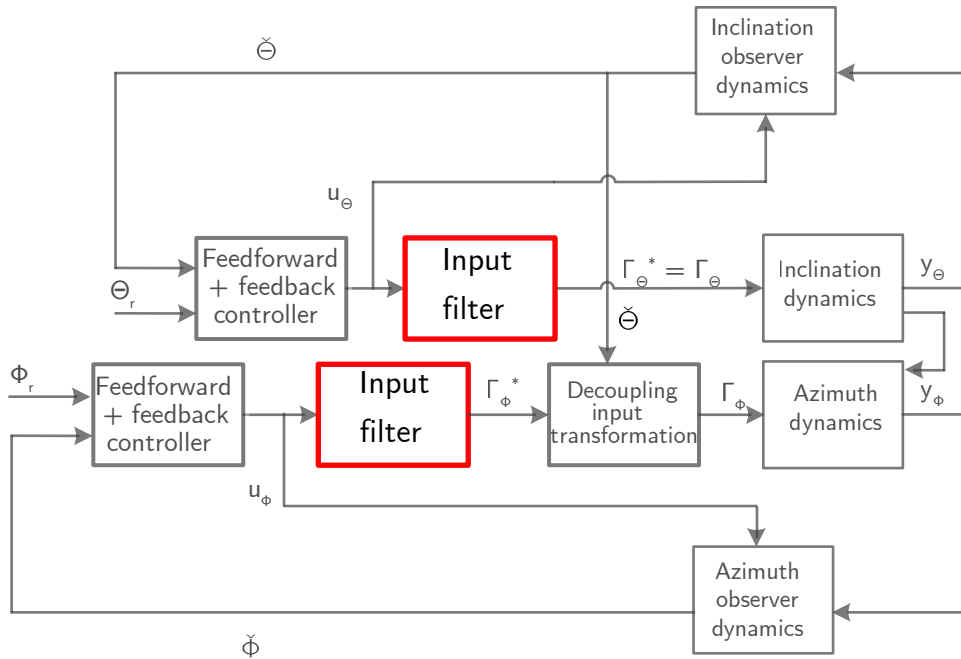 Inclination
observer
dynamics
Θ̌
u_Θ
Feedforward
+ feedback
controller
Input
filter
Γ_Θ* = Γ_Θ
Inclination
dynamics
y_Θ
Θ_r
Θ̌
Φ_r
Feedforward
+ feedback
controller
Input
filter
Γ_Φ*
Decoupling
input
transformation
Γ_Φ
Azimuth
dynamics
y_Φ
u_Φ
Azimuth
observer
dynamics
Φ̌